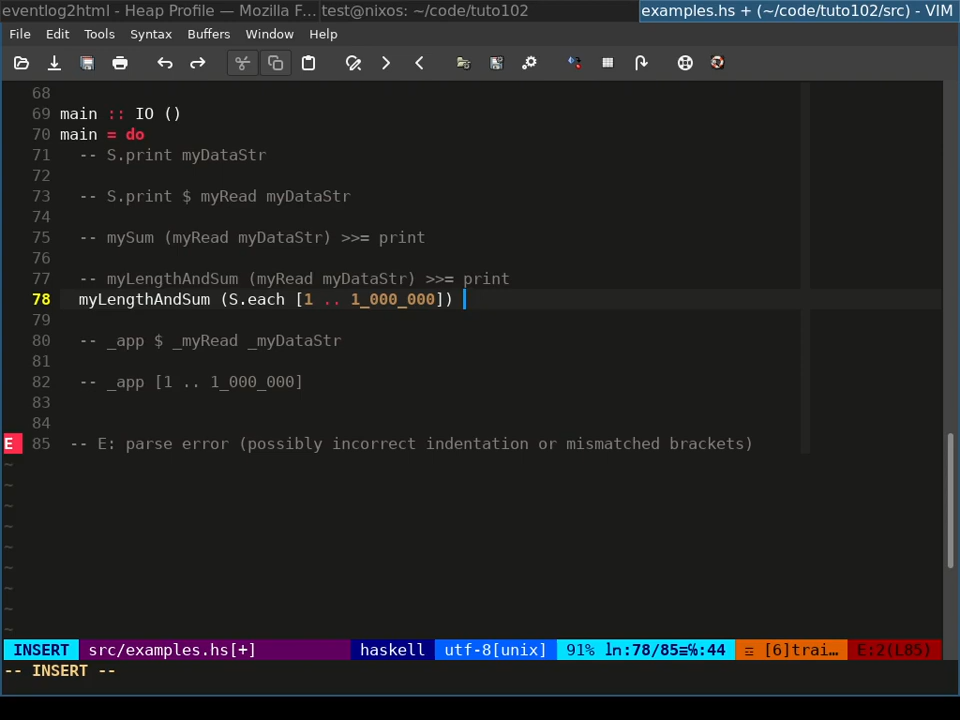 eventlog2html - Heap Profile — Mozilla F... test@nixos: ~/code/tuto102 examples.hs + (~/code/tuto102/src) - VIM
File Edit Tools Syntax Buffers Window Help
68
69 main :: IO ()
70 main = do
71   -- S.print myDataStr
72
73   -- S.print $ myRead myDataStr
74
75   -- mySum (myRead myDataStr) >>= print
76
77   -- myLengthAndSum (myRead myDataStr) >>= print
78   myLengthAndSum (S.each [1 .. 1_000_000])
79
80   -- _app $ _myRead _myDataStr
81
82   -- _app [1 .. 1_000_000]
83
84
E 85  -- E: parse error (possibly incorrect indentation or mismatched brackets)
~
~
~
~
~
~
~
~
~
INSERT src/examples.hs[+] haskell utf-8[unix] 91% ln:78/85≡%:44 ☲ [6]trai… E:2(L85)
-- INSERT --